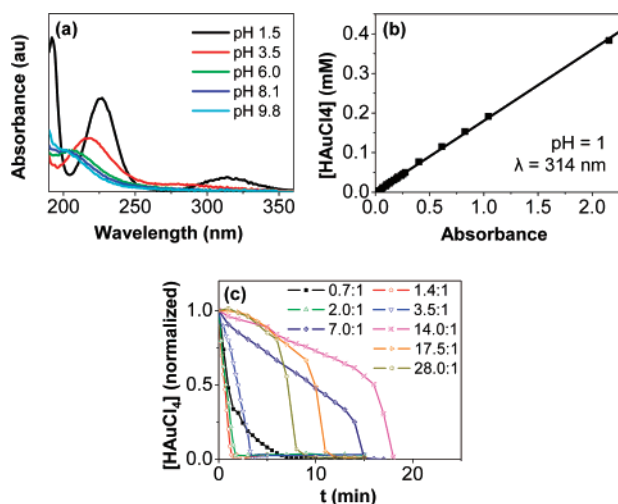 (a)
pH 1.5
pH 3.5
pH 6.0
pH 8.1
pH 9.8
Absorbance (au)
200 250 300 350
Wavelength (nm)
(b)
[HAuCl4] (mM)
0.4
0.2
0.0
pH = 1
λ = 314 nm
0.0 0.5 1.0 1.5 2.0
Absorbance
(c)
0.7:1 1.4:1
2.0:1 3.5:1
7.0:1 14.0:1
17.5:1
28.0:1
[HAuCl₄] (normalized)
1.0
0.5
0.0
0 10 20
t (min)